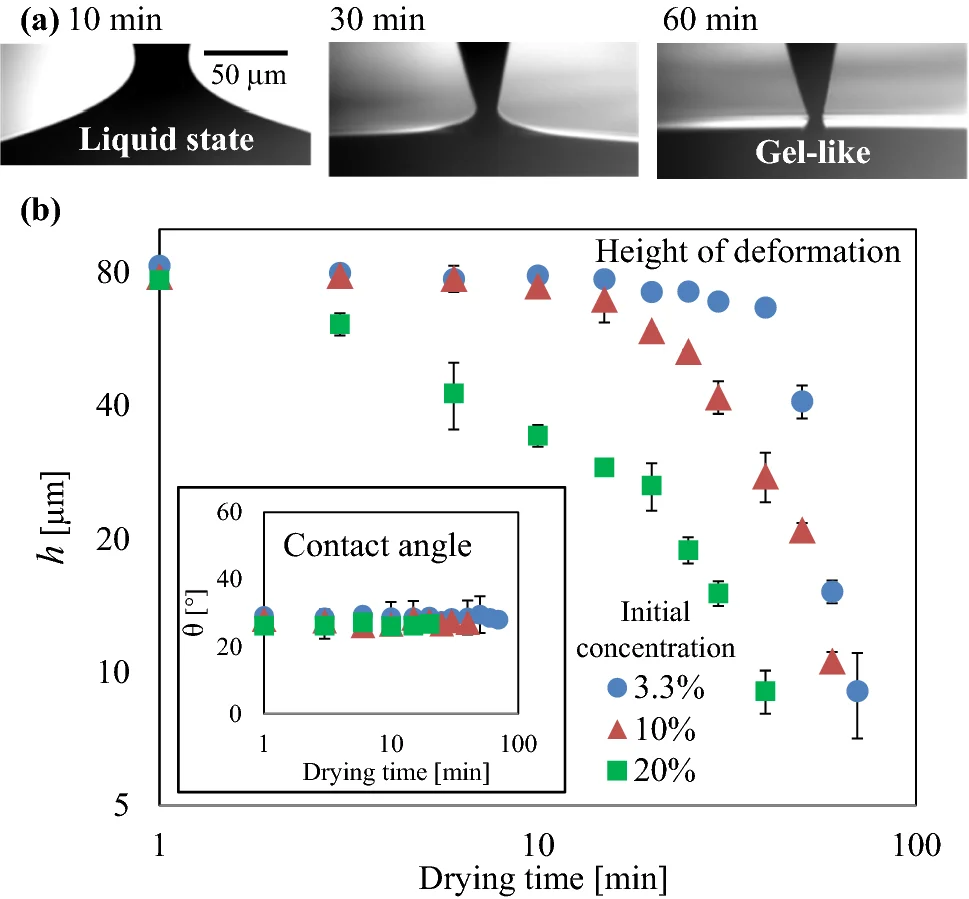 (a) 10 min
30 min
60 min
50 μm
Liquid state
Gel-like
(b)
Height of deformation
80
40
20
10
5
h [μm]
1
10
100
Drying time [min]
Contact angle
60
40
20
0
θ [°]
1
10
100
Drying time [min]
Initial
concentration
3.3%
10%
20%